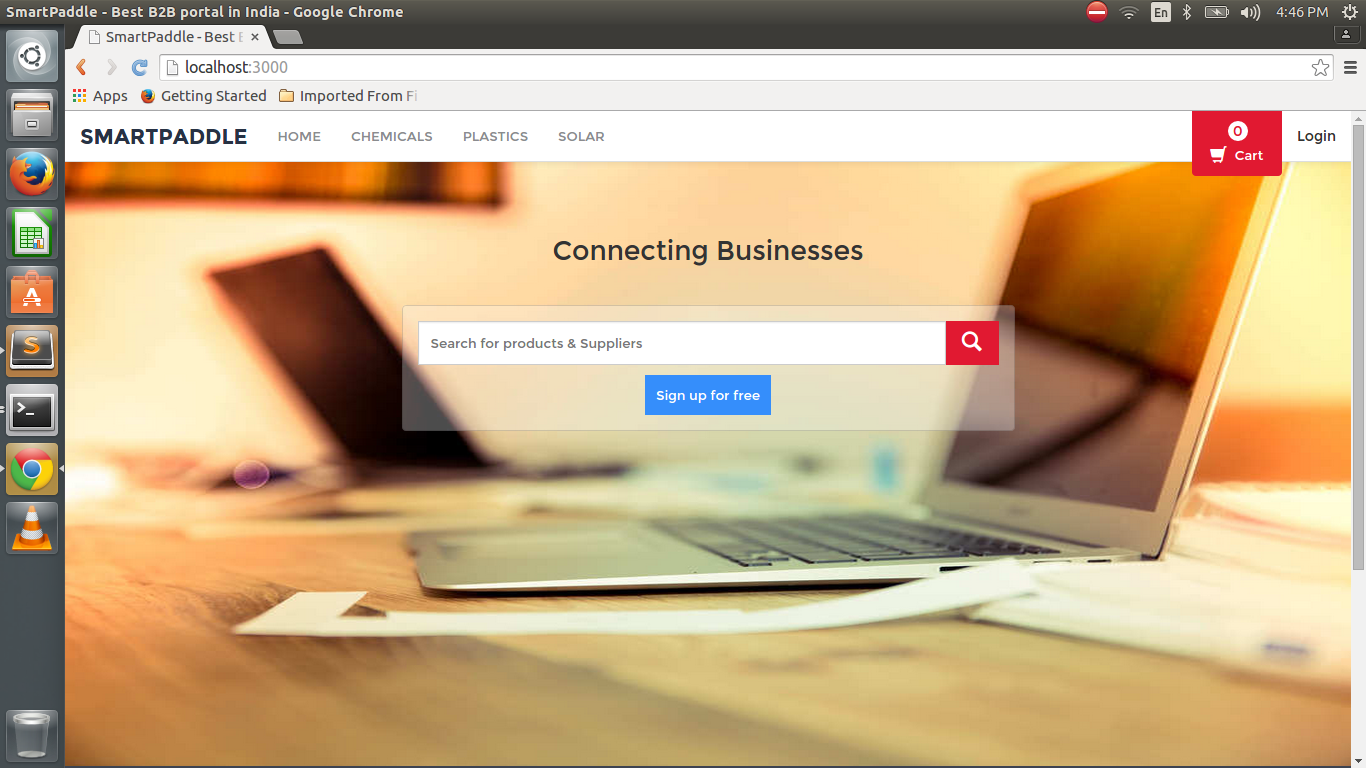 SmartPaddle - Best B2B portal in India - Google Chrome
En
4:46 PM
SmartPaddle - Best
localhost:3000
Apps
Getting Started
Imported From
SMARTPADDLE
HOME
CHEMICALS
PLASTICS
SOLAR
0
Cart
Login
Connecting Businesses
Search for products & Suppliers
Sign up for free